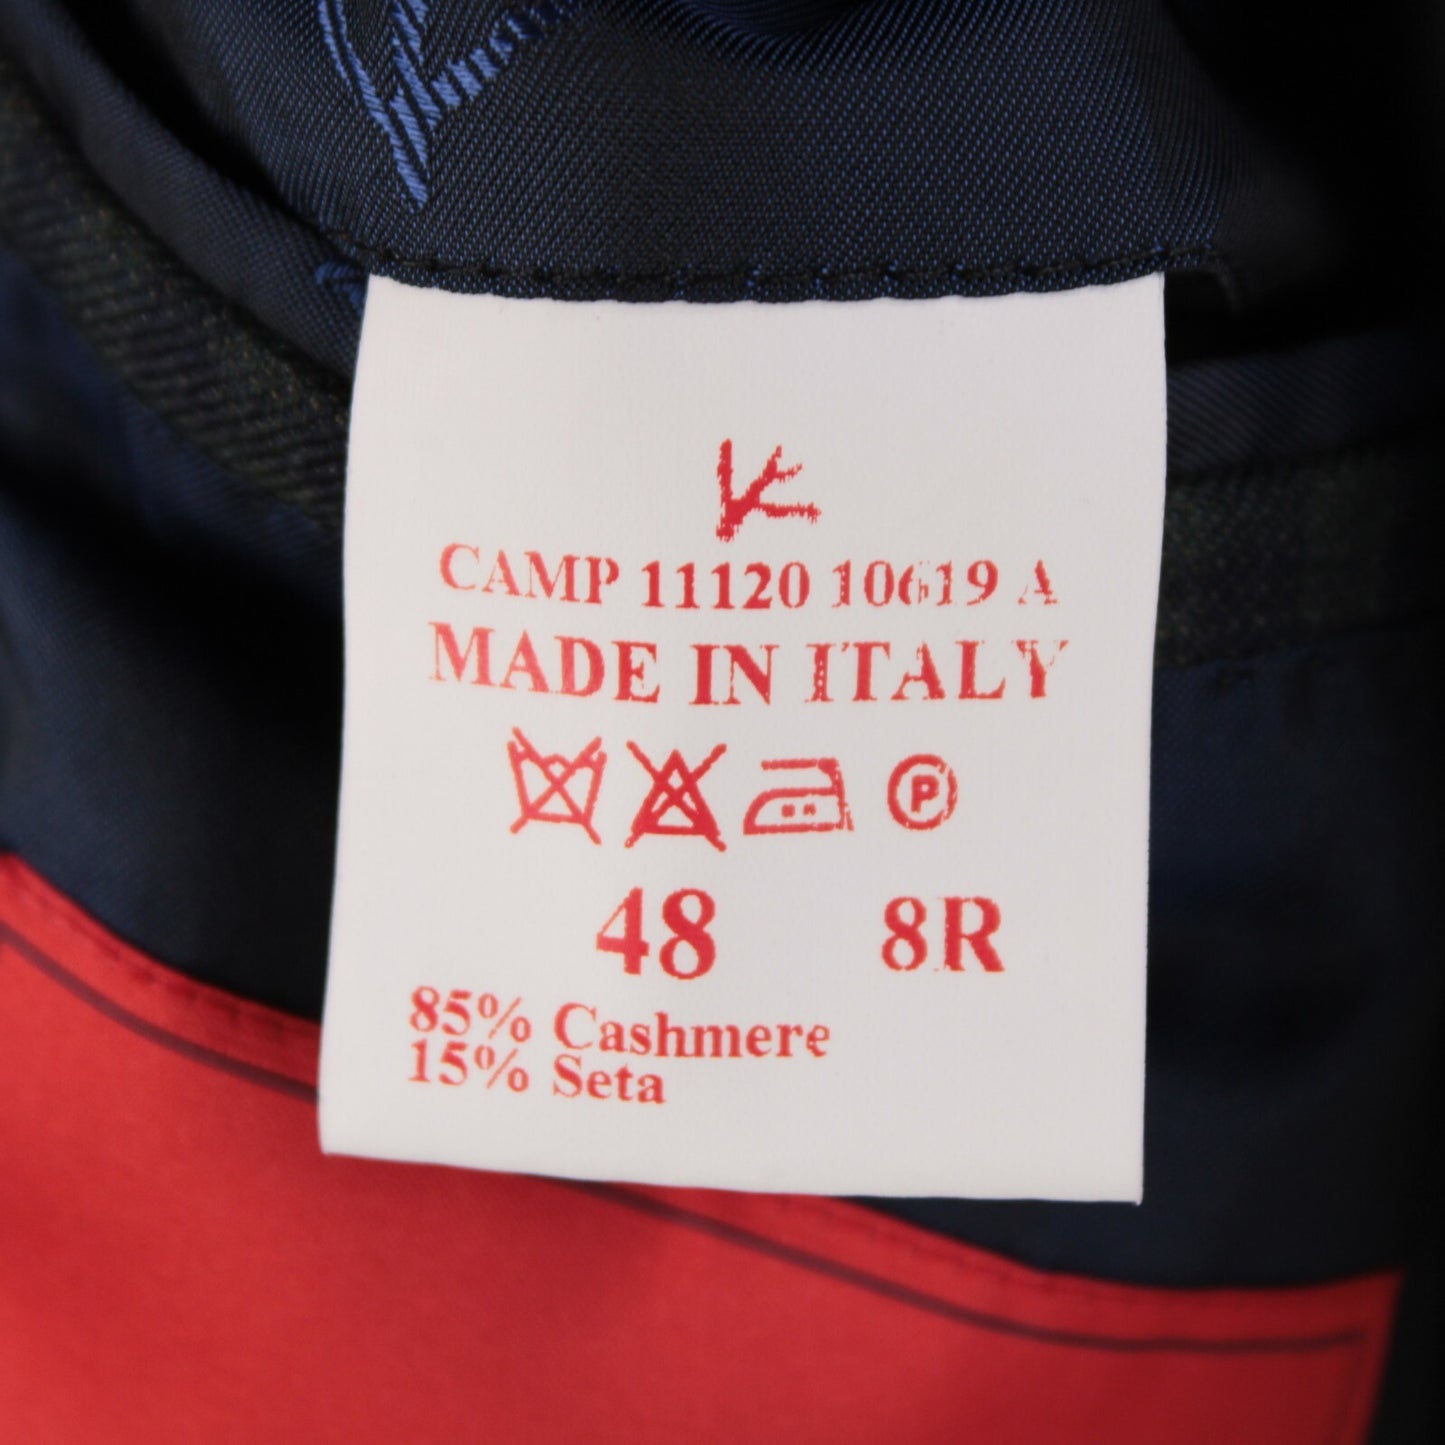 CAMP 11120 10619 A
MADE IN ITALY
P
48 8R
85% Cashmere
15% Seta